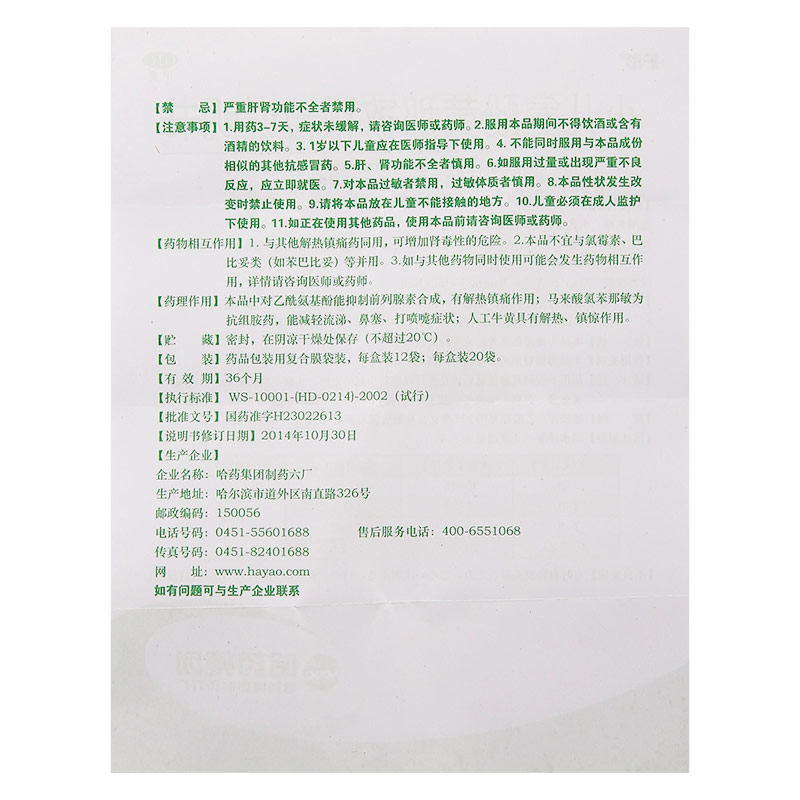 【禁　　忌】严重肝肾功能不全者禁用。
【注意事项】1.用药3-7天，症状未缓解，请咨询医师或药师。2.服用本品期间不得饮酒或含有
酒精的饮料。3. 1岁以下儿童应在医师指导下使用。4. 不能同时服用与本品成份
相似的其他抗感冒药。5.肝、肾功能不全者慎用。6.如服用过量或出现严重不良
反应，应立即就医。7.对本品过敏者禁用，过敏体质者慎用。8.本品性状发生改
变时禁止使用。9.请将本品放在儿童不能接触的地方。10.儿童必须在成人监护
下使用。11.如正在使用其他药品，使用本品前请咨询医师或药师。
【药物相互作用】1. 与其他解热镇痛药同用，可增加肾毒性的危险。2.本品不宜与氯霉素、巴
比妥类（如苯巴比妥）等并用。3.如与其他药物同时使用可能会发生药物相互作
用，详情请咨询医师或药师。
【药理作用】本品中对乙酰氨基酚能抑制前列腺素合成，有解热镇痛作用；马来酸氯苯那敏为
抗组胺药，能减轻流涕、鼻塞、打喷嚏症状；人工牛黄具有解热、镇惊作用。
【贮　　藏】密封，在阴凉干燥处保存（不超过20℃）。
【包　　装】药品包装用复合膜袋装，每盒装12袋；每盒装20袋。
【有 效 期】36个月
【执行标准】 WS-10001-(HD-0214)-2002（试行）
【批准文号】国药准字H23022613
【说明书修订日期】2014年10月30日
【生产企业】
企业名称：哈药集团制药六厂
生产地址：哈尔滨市道外区南直路326号
邮政编码：150056
电话号码：0451-55601688　　售后服务电话：400-6551068
传真号码：0451-82401688
网　　址：www.hayao.com
如有问题可与生产企业联系